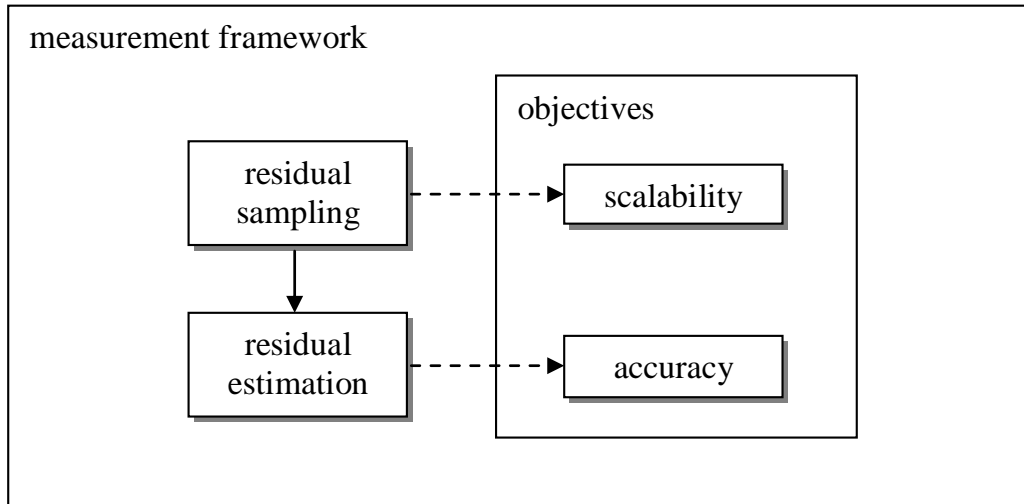 measurement framework
objectives
residual
sampling
scalability
residual
estimation
accuracy